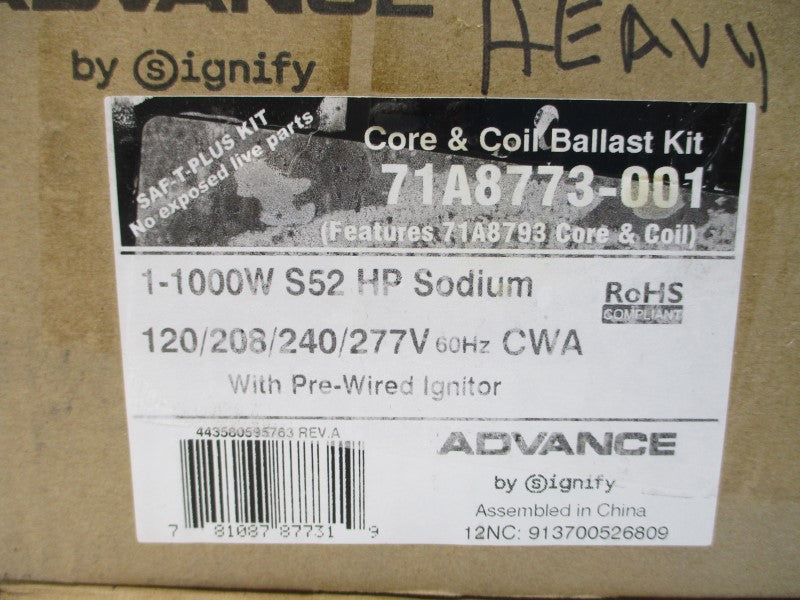 ADVANCE
HEAVY
by signify
SAF-T-PLUS KIT
No exposed live parts
Core & Coil Ballast Kit
71A8773-001
(Features 71A8793 Core & Coil)
1-1000W S52 HP Sodium
RoHS
COMPLIANT
120/208/240/277V 60Hz CWA
With Pre-Wired Ignitor
443560595763 REV.A
7 81087 87731 9
ADVANCE
by signify
Assembled in China
12NC: 913700526809